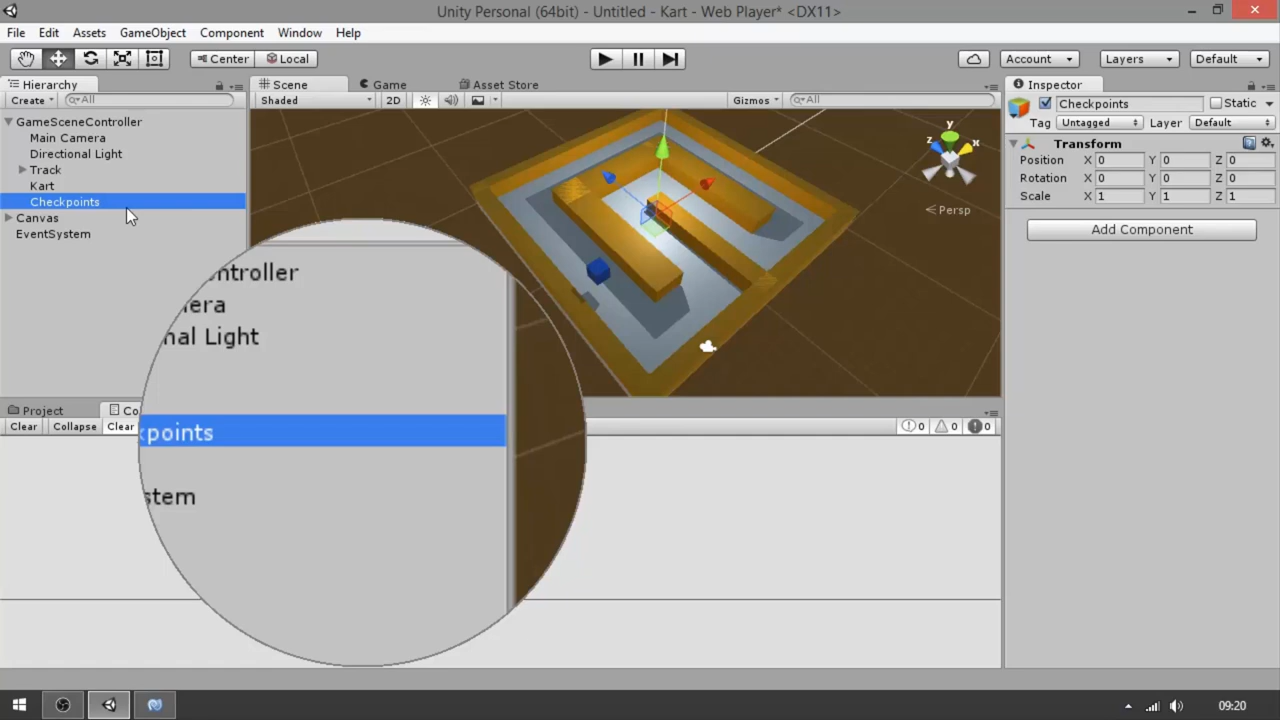 Unity Personal (64bit) - Untitled - Kart - Web Player* <DX11>
File Edit Assets GameObject Component Window Help
Center Local Account Layers Default
Hierarchy Scene Game Asset Store Inspector
Create All Shaded 2D Gizmos All Checkpoints Static
GameSceneController Tag Untagged Layer Default
Main Camera Transform
Directional Light Position X 0 Y 0 Z 0
Track Rotation X 0 Y 0 Z 0
Kart Scale X 1 Y 1 Z 1
Checkpoints
Canvas
EventSystem
y
z x
Persp
Add Component
ntroller
era
nal Light
kpoints
stem
Project Co
Clear Collapse Clear 0 0 0
09:20